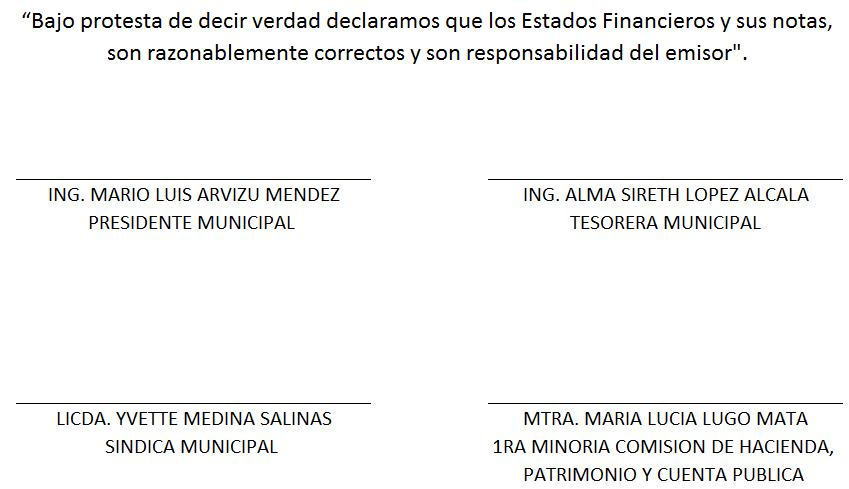 “Bajo protesta de decir verdad declaramos que los Estados Financieros y sus notas,
son razonablemente correctos y son responsabilidad del emisor".
ING. MARIO LUIS ARVIZU MENDEZ
PRESIDENTE MUNICIPAL
ING. ALMA SIRETH LOPEZ ALCALA
TESORERA MUNICIPAL
LICDA. YVETTE MEDINA SALINAS
SINDICA MUNICIPAL
MTRA. MARIA LUCIA LUGO MATA
1RA MINORIA COMISION DE HACIENDA,
PATRIMONIO Y CUENTA PUBLICA